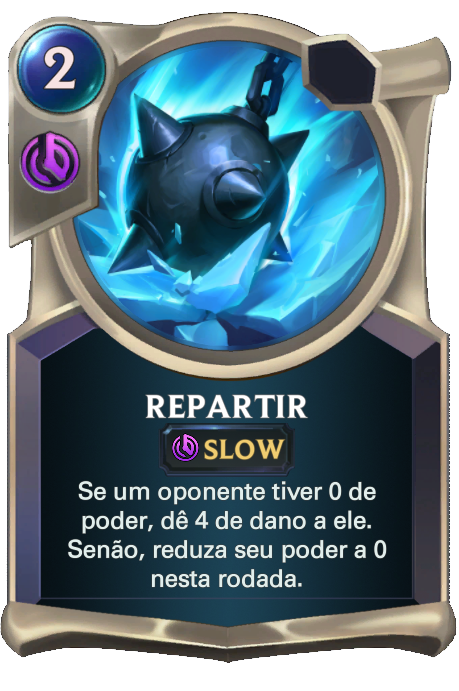 2
REPARTIR
SLOW
Se um oponente tiver 0 de
poder, dê 4 de dano a ele.
Senão, reduza seu poder a 0
nesta rodada.